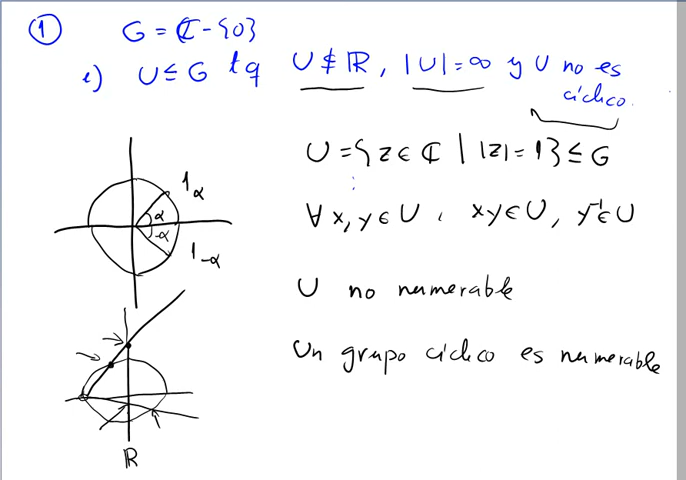 ① G = ℂ - {0}
e) U ≤ G tq U ⊄ ℝ, |U| = ∞ y U no es cíclico.
U = {z ∈ ℂ | |z| = 1} ≤ G
∀ x, y ∈ U, xy ∈ U, y⁻¹ ∈ U
1α
α
-α
1-α
U no numerable
Un grupo cíclico es numerable
ℝ